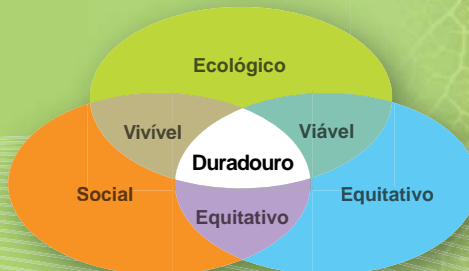 Ecológico
Vivível
Viável
Duradouro
Social
Equitativo
Equitativo